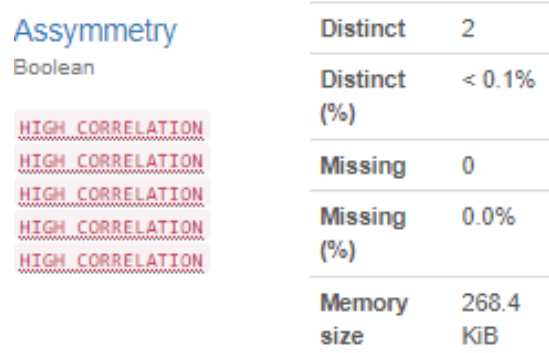 Assymmetry
Boolean
HIGH CORRELATION
HIGH CORRELATION
HIGH CORRELATION
HIGH CORRELATION
HIGH CORRELATION
Distinct 2
Distinct < 0.1%
(%)
Missing 0
Missing 0.0%
(%)
Memory 268.4
size KiB